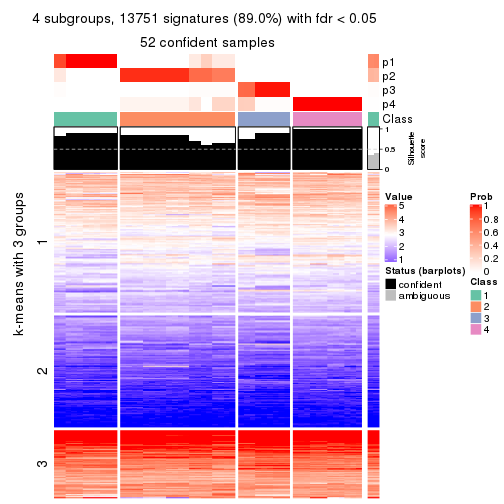 4 subgroups, 13751 signatures (89.0%) with fdr < 0.05
52 confident samples
p1
p2
p3
p4
Class
1
0.5
0
Silhouette
score
k-means with 3 groups
1
2
3
Value
5
4
3
2
1
Status (barplots)
confident
ambiguous
Prob
1
0.8
0.6
0.4
0.2
0
Class
1
2
3
4